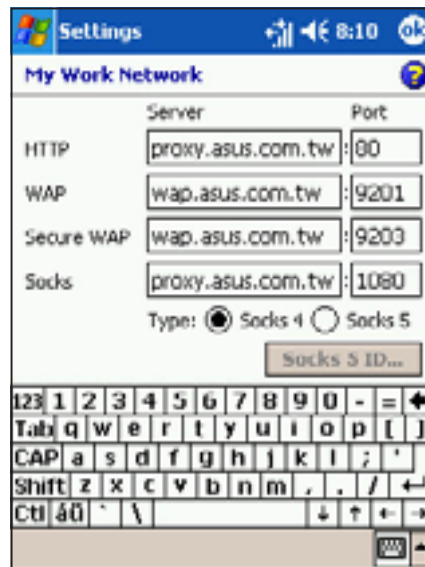 Settings 8:10 ok
My Work Network ?
Server Port
HTTP proxy.asus.com.tw : 80
WAP wap.asus.com.tw : 9201
Secure WAP wap.asus.com.tw : 9203
Socks proxy.asus.com.tw : 1080
Type: Socks 4 Socks 5
Socks 5 ID...
123 1 2 3 4 5 6 7 8 9 0 - =
Tab q w e r t y u i o p [ ]
CAP a s d f g h j k l ; '
Shift z x c v b n m , . /
Ctl áü ` \